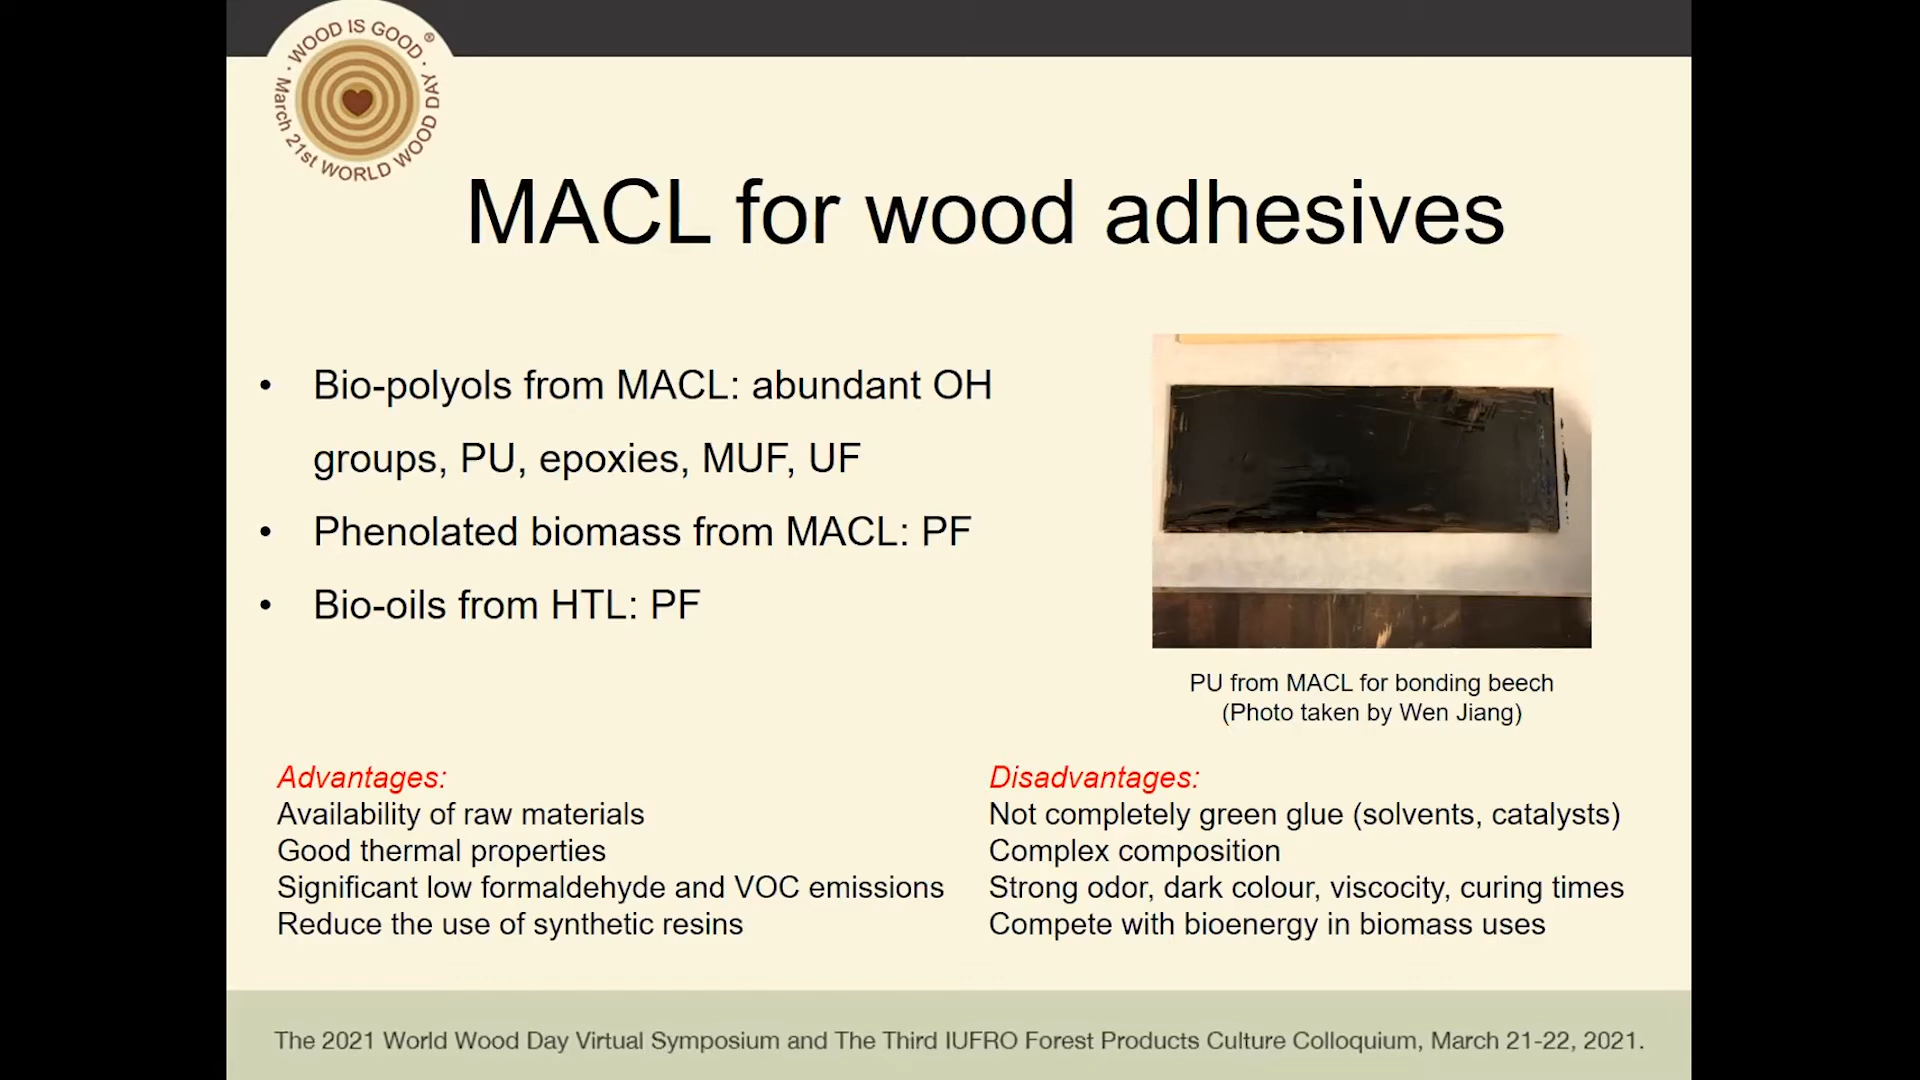 · WOOD IS GOOD ·®
March 21st WORLD WOOD DAY
MACL for wood adhesives
• Bio-polyols from MACL: abundant OH
groups, PU, epoxies, MUF, UF
• Phenolated biomass from MACL: PF
• Bio-oils from HTL: PF
PU from MACL for bonding beech
(Photo taken by Wen Jiang)
Advantages:
Availability of raw materials
Good thermal properties
Significant low formaldehyde and VOC emissions
Reduce the use of synthetic resins
Disadvantages:
Not completely green glue (solvents, catalysts)
Complex composition
Strong odor, dark colour, viscocity, curing times
Compete with bioenergy in biomass uses
The 2021 World Wood Day Virtual Symposium and The Third IUFRO Forest Products Culture Colloquium, March 21-22, 2021.